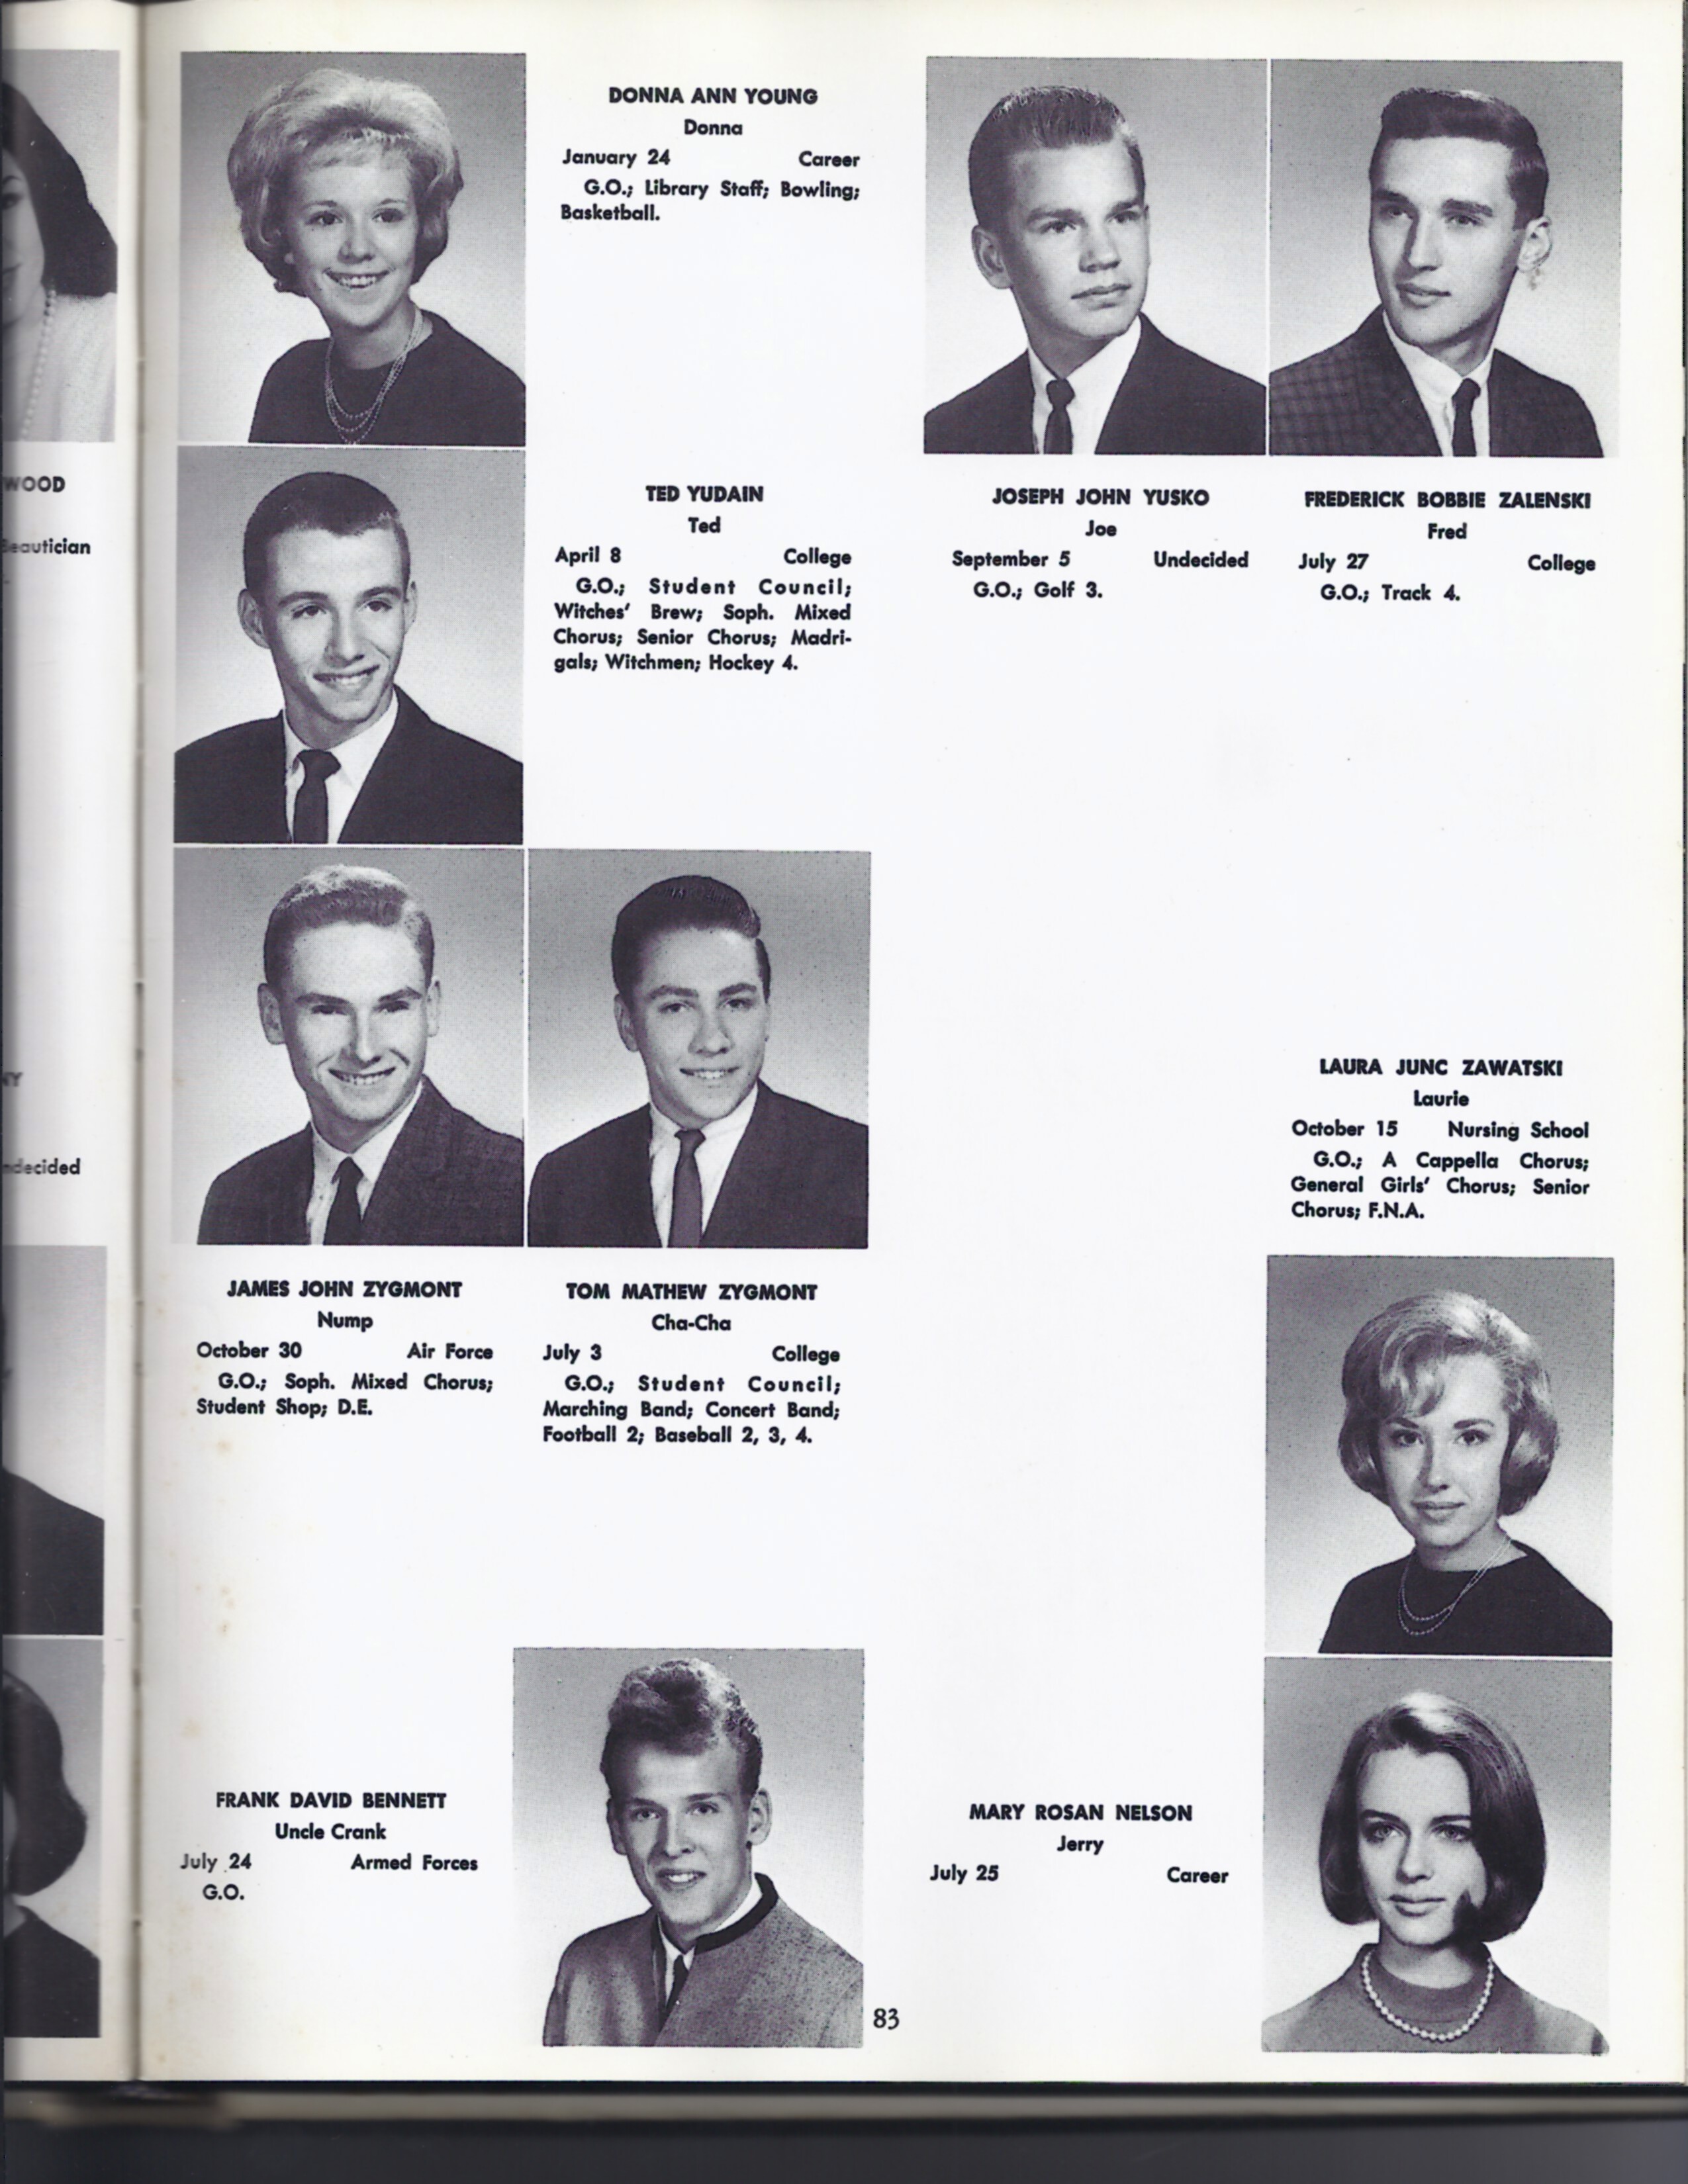 WOOD
Beautician
NY
ndecided
DONNA ANN YOUNG
Donna
January 24 Career
G.O.; Library Staff; Bowling;
Basketball.
TED YUDAIN
Ted
April 8 College
G.O.; Student Council;
Witches' Brew; Soph. Mixed
Chorus; Senior Chorus; Madri-
gals; Witchmen; Hockey 4.
JOSEPH JOHN YUSKO
Joe
September 5 Undecided
G.O.; Golf 3.
FREDERICK BOBBIE ZALENSKI
Fred
July 27 College
G.O.; Track 4.
LAURA JUNC ZAWATSKI
Laurie
October 15 Nursing School
G.O.; A Cappella Chorus;
General Girls' Chorus; Senior
Chorus; F.N.A.
JAMES JOHN ZYGMONT
Nump
October 30 Air Force
G.O.; Soph. Mixed Chorus;
Student Shop; D.E.
TOM MATHEW ZYGMONT
Cha-Cha
July 3 College
G.O.; Student Council;
Marching Band; Concert Band;
Football 2; Baseball 2, 3, 4.
FRANK DAVID BENNETT
Uncle Crank
July 24 Armed Forces
G.O.
MARY ROSAN NELSON
Jerry
July 25 Career
83